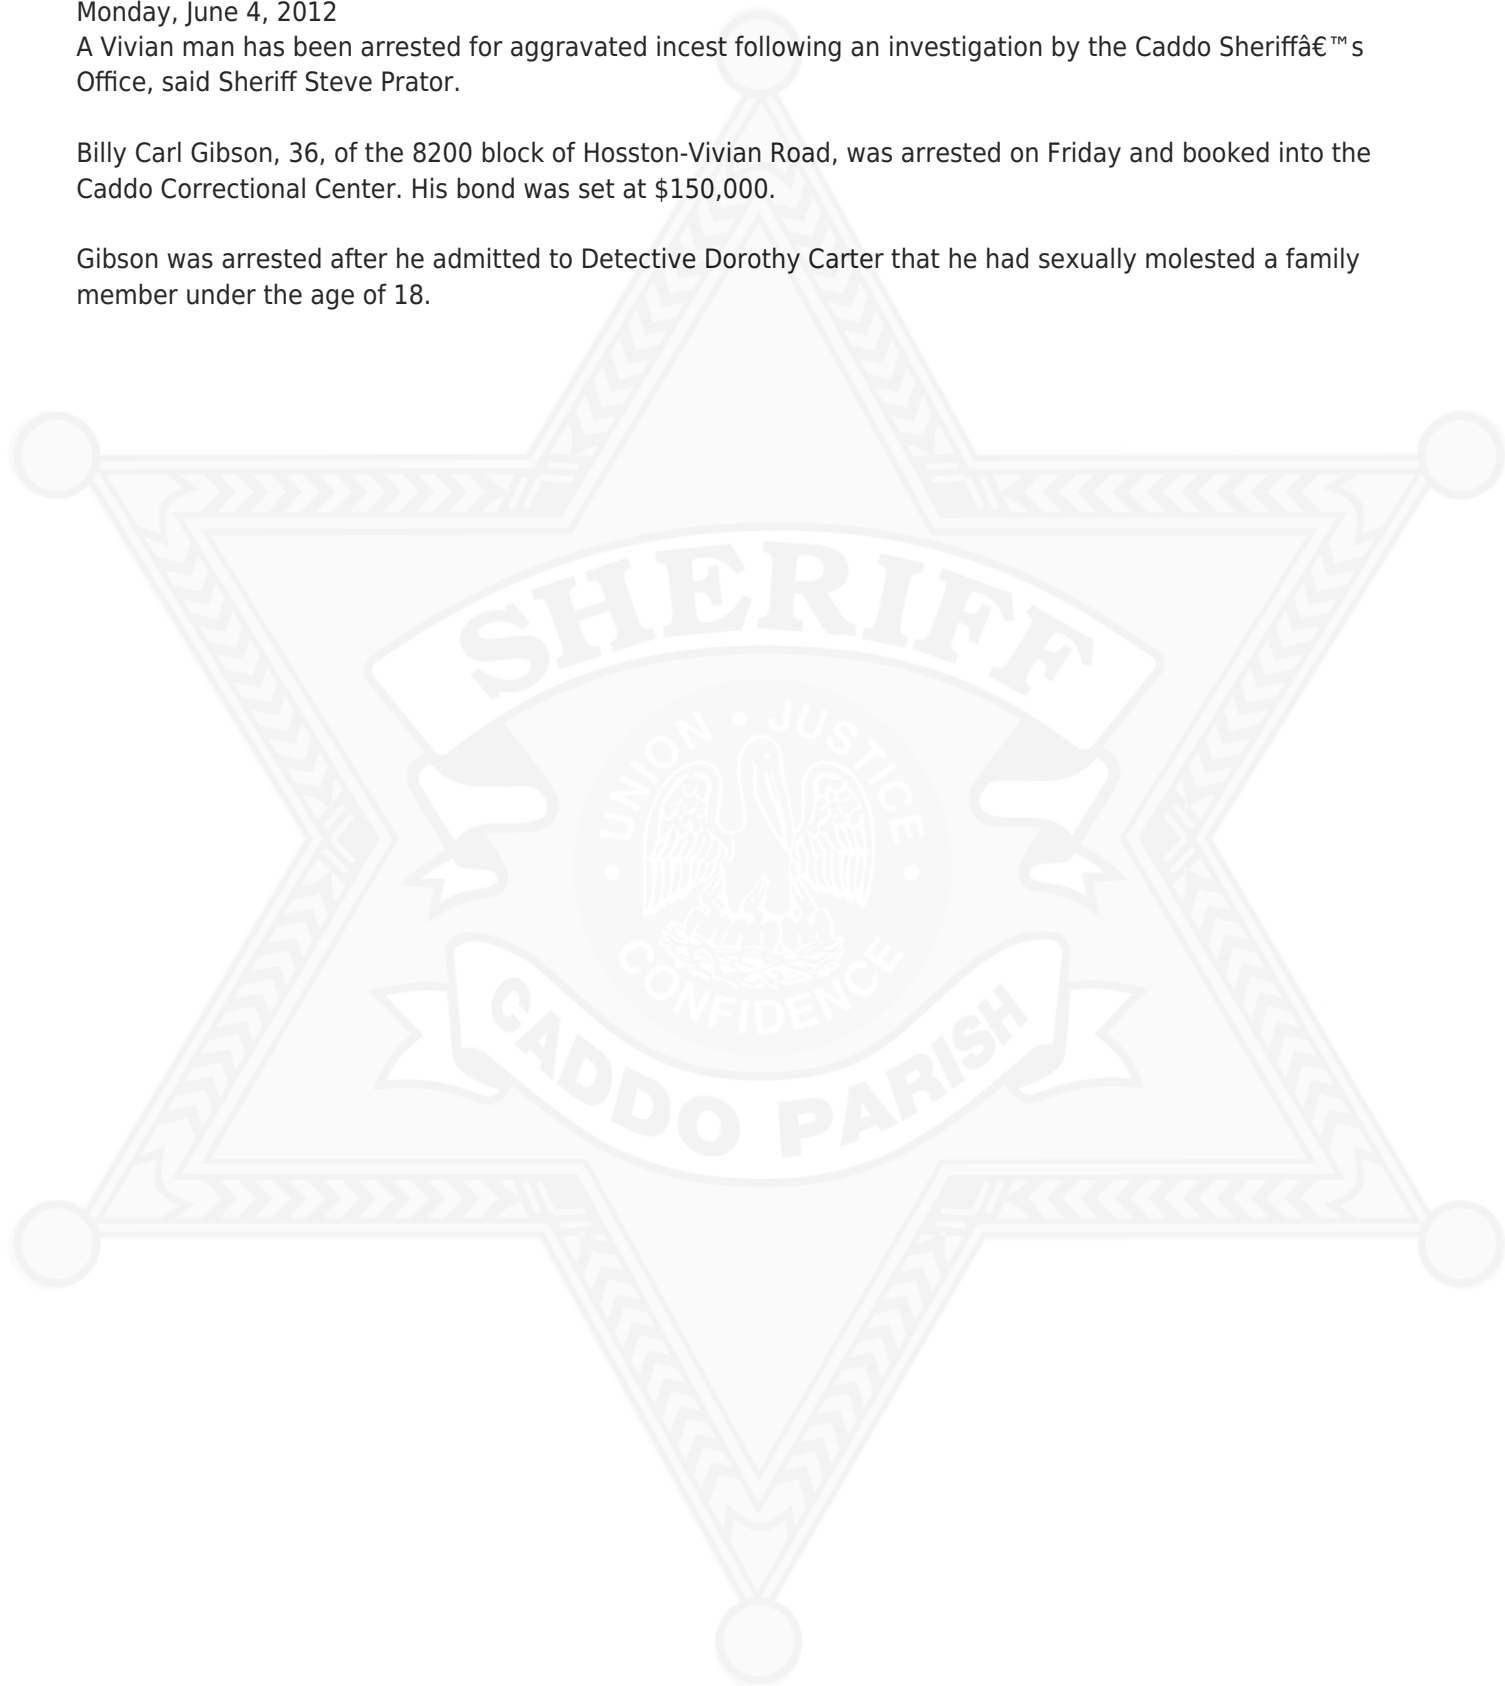 Monday, June 4, 2012
A Vivian man has been arrested for aggravated incest following an investigation by the Caddo Sheriffâ€™s
Office, said Sheriff Steve Prator.
Billy Carl Gibson, 36, of the 8200 block of Hosston-Vivian Road, was arrested on Friday and booked into the
Caddo Correctional Center. His bond was set at $150,000.
Gibson was arrested after he admitted to Detective Dorothy Carter that he had sexually molested a family
member under the age of 18.
SHERIFF
UNION • JUSTICE
• CONFIDENCE •
CADDO PARISH